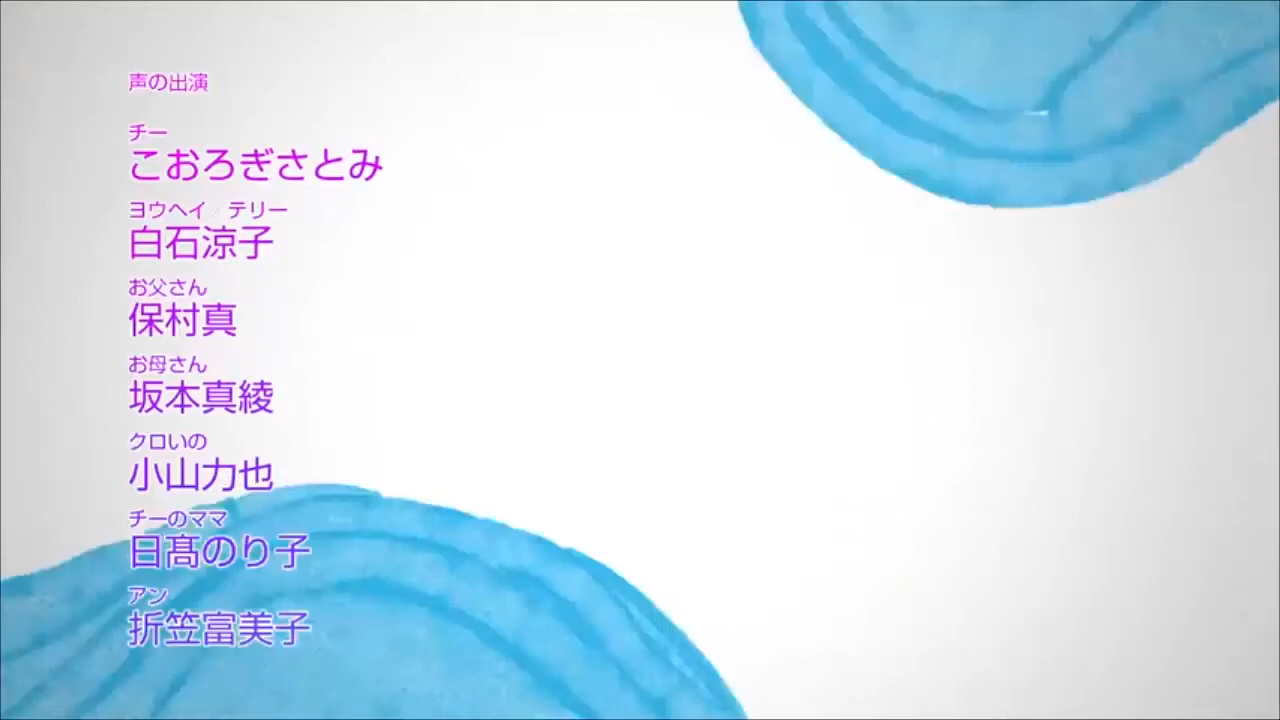 声の出演
チー
こおろぎさとみ
ヨウヘイ／テリー
白石涼子
お父さん
保村真
お母さん
坂本真綾
クロいの
小山力也
チーのママ
日髙のり子
アン
折笠富美子